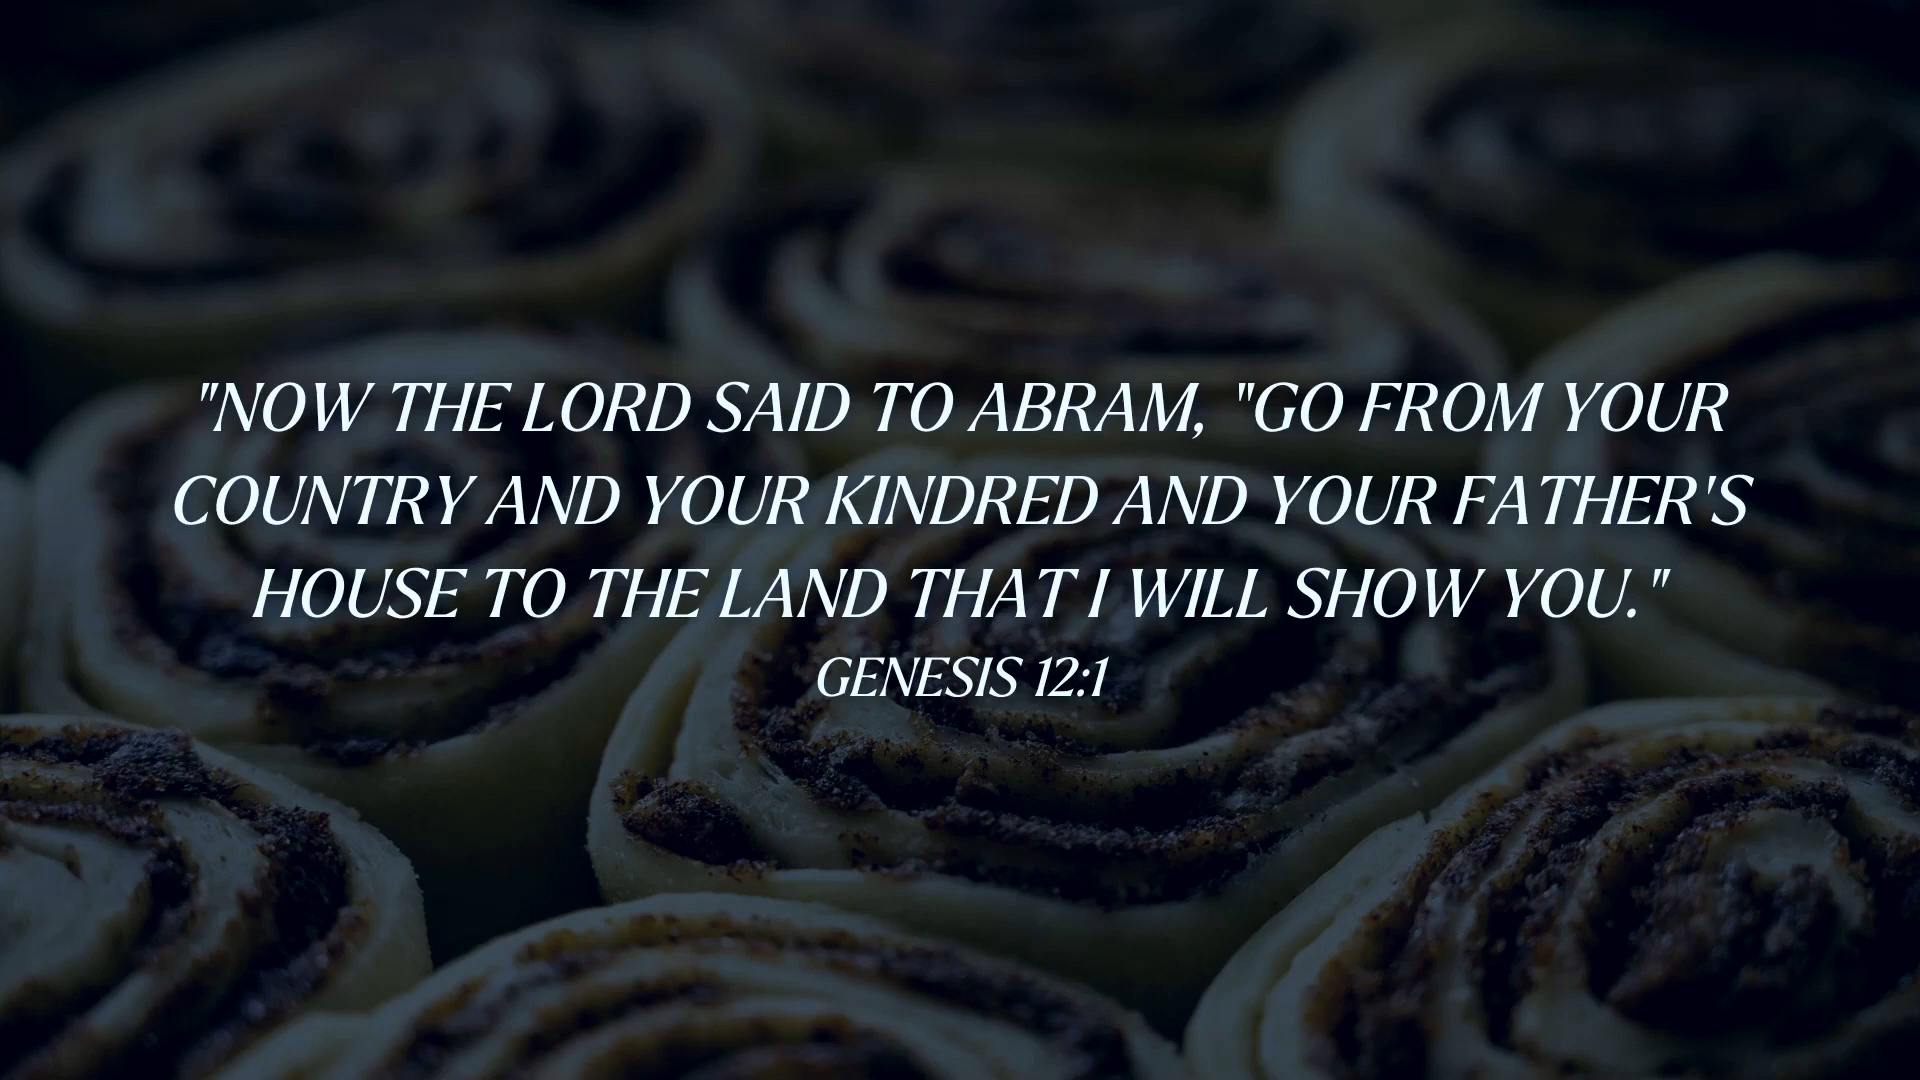 "NOW THE LORD SAID TO ABRAM, "GO FROM YOUR
COUNTRY AND YOUR KINDRED AND YOUR FATHER'S
HOUSE TO THE LAND THAT I WILL SHOW YOU."
GENESIS 12:1